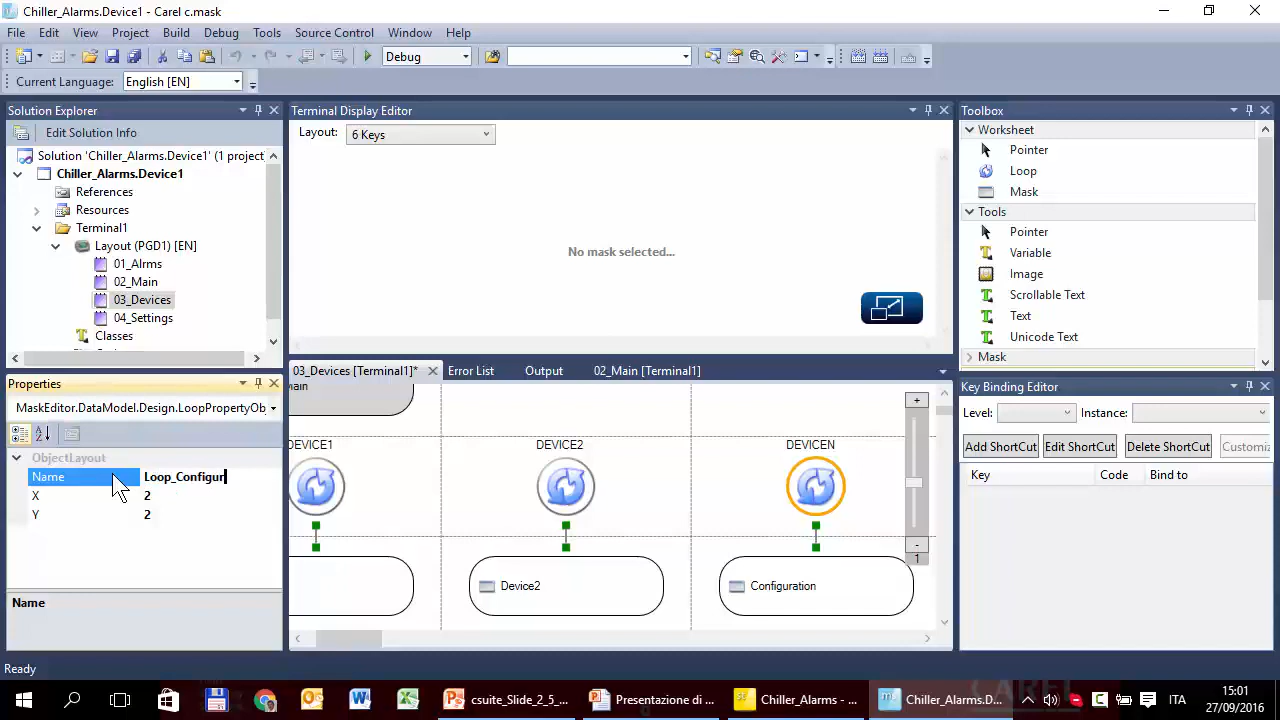 Chiller_Alarms.Device1 - Carel c.mask
File Edit View Project Build Debug Tools Source Control Window Help
Debug
Current Language: English [EN]
Solution Explorer
Edit Solution Info
Solution 'Chiller_Alarms.Device1' (1 project
Chiller_Alarms.Device1
References
Resources
Terminal1
Layout (PGD1) [EN]
01_Alrms
02_Main
03_Devices
04_Settings
Classes
Properties
MaskEditor.DataModel.Design.LoopPropertyOb
ObjectLayout
Name Loop_Configur
X 2
Y 2
Name
Terminal Display Editor
Layout: 6 Keys
No mask selected...
03_Devices [Terminal1]* Error List Output 02_Main [Terminal1]
Main
DEVICE1 DEVICE2 DEVICEN
Device2 Configuration
+
-
1
Toolbox
Worksheet
Pointer
Loop
Mask
Tools
Pointer
Variable
Image
Scrollable Text
Text
Unicode Text
Mask
Key Binding Editor
Level: Instance:
Add ShortCut Edit ShortCut Delete ShortCut Customiz
Key Code Bind to
Ready
csuite_Slide_2_5_... Presentazione di ... Chiller_Alarms - ... Chiller_Alarms.D...
CAREL
ITA
15:01
27/09/2016